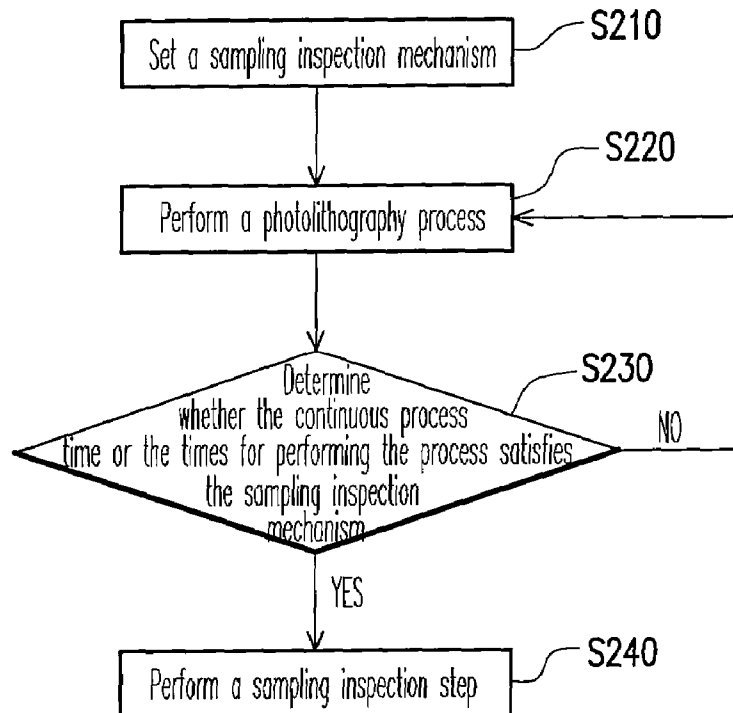 Set a sampling inspection mechanism
S210
Perform a photolithography process
S220
Determine
whether the continuous process
time or the times for performing the process satisfies
the sampling inspection
mechanism
S230
NO
YES
Perform a sampling inspection step
S240